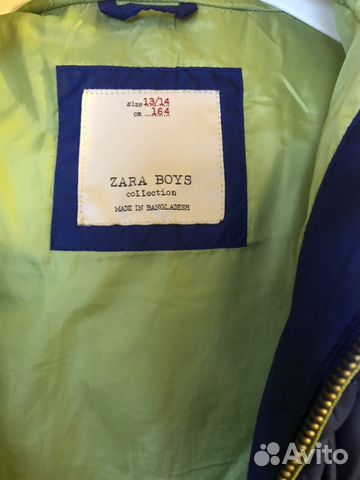 size 13/14
cm ...164
ZARA BOYS
collection
MADE IN BANGLADESH
Avito